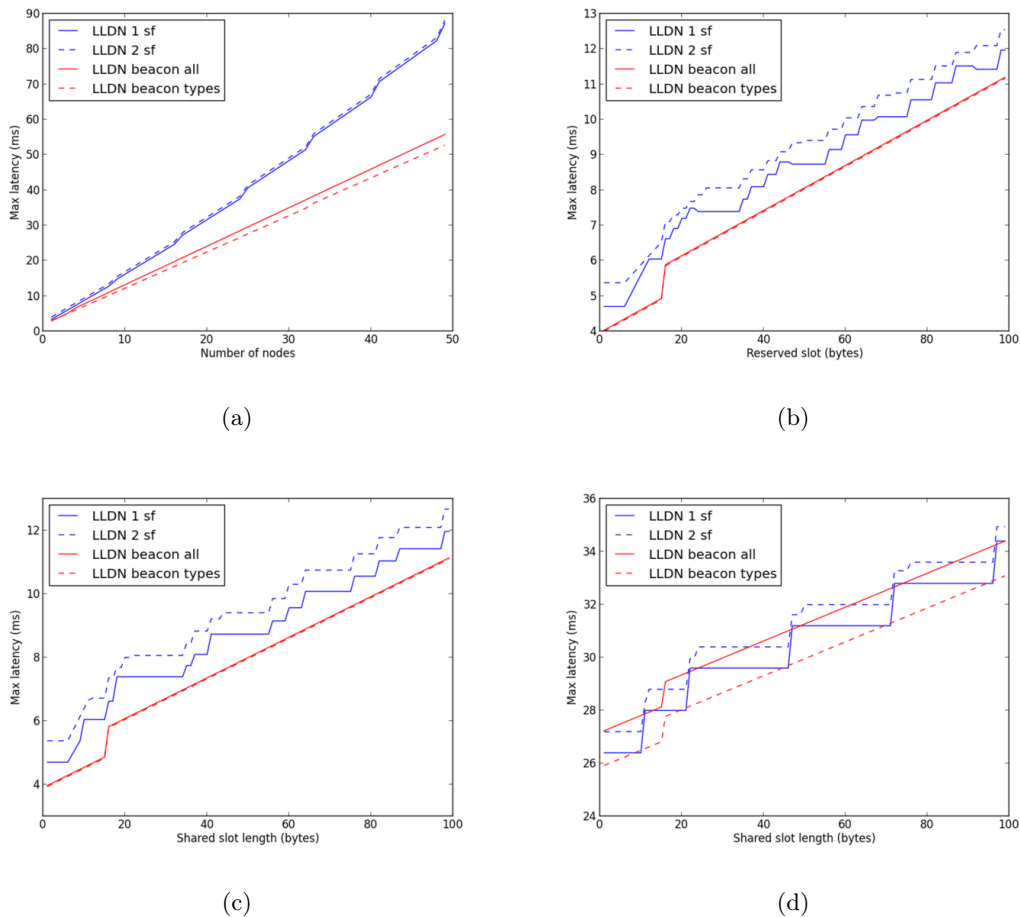 90
80
70
60
50
40
30
20
10
0
Max latency (ms)
LLDN 1 sf
LLDN 2 sf
LLDN beacon all
LLDN beacon types
0 10 20 30 40 50
Number of nodes
(a)
13
12
11
10
9
8
7
6
5
4
Max latency (ms)
LLDN 1 sf
LLDN 2 sf
LLDN beacon all
LLDN beacon types
0 20 40 60 80 100
Reserved slot (bytes)
(b)
12
10
8
6
4
Max latency (ms)
LLDN 1 sf
LLDN 2 sf
LLDN beacon all
LLDN beacon types
0 20 40 60 80 100
Shared slot length (bytes)
(c)
36
34
32
30
28
26
24
Max latency (ms)
LLDN 1 sf
LLDN 2 sf
LLDN beacon all
LLDN beacon types
0 20 40 60 80 100
Shared slot length (bytes)
(d)